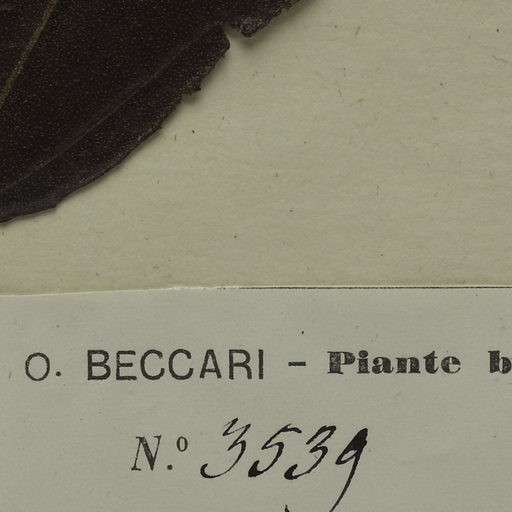 O. BECCARI – Piante b
N.º 3539